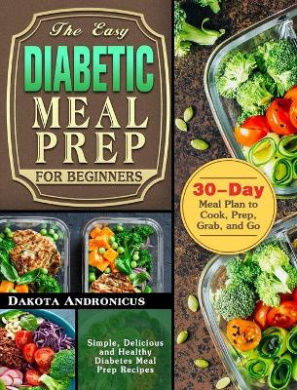 The Easy
DIABETIC
MEAL
PREP
FOR BEGINNERS
30-Day
Meal Plan to
Cook, Prep,
Grab, and Go
DAKOTA ANDRONICUS
Simple, Delicious
and Healthy
Diabetes Meal
Prep Recipes